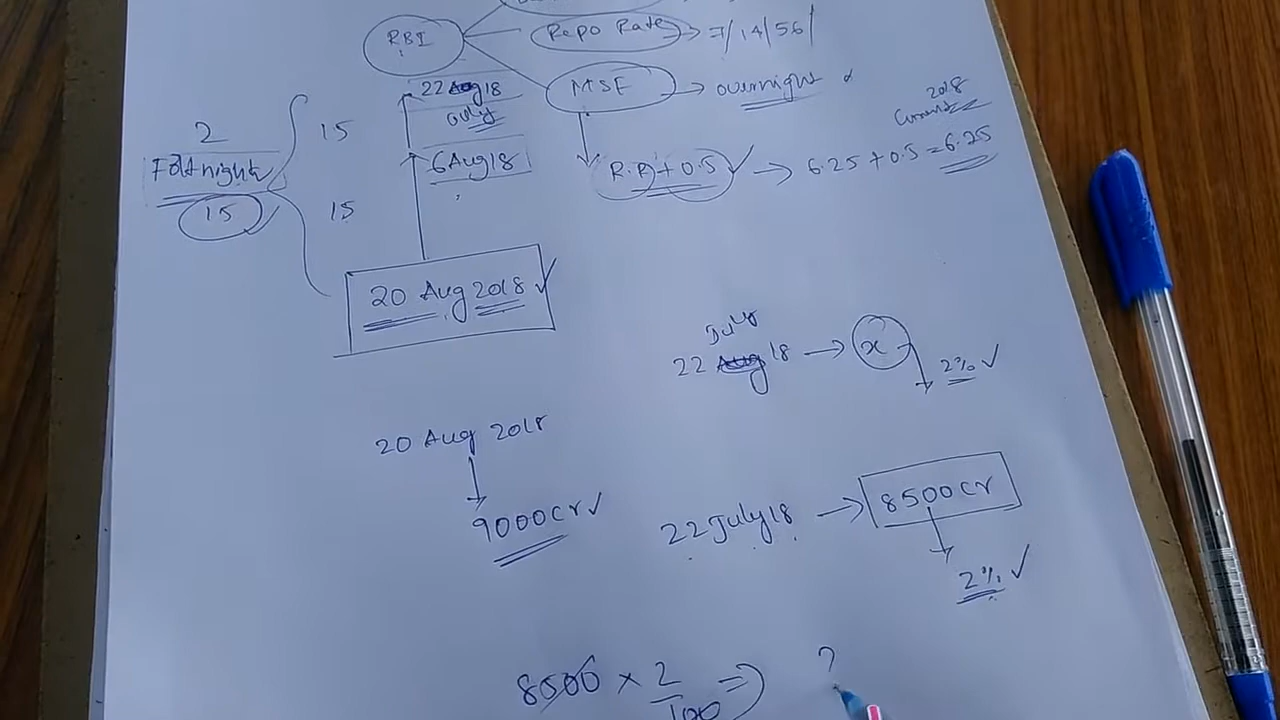 RBI
Repo Rate → 7/14/56/
MSF → overnight
22 Aug 18
July
2
Fortnight
15
15
15
6 Aug 18
R.R + 0.5 ✓ → 6.25 + 0.5 = 6.25
2018
Current
20 Aug 2018 ✓
July
22 Aug 18 → x
2% ✓
20 Aug 2018
9000 cr ✓
22 July 18 → 8500 cr
2% ✓
8500 × 2/100 ⇒ ?